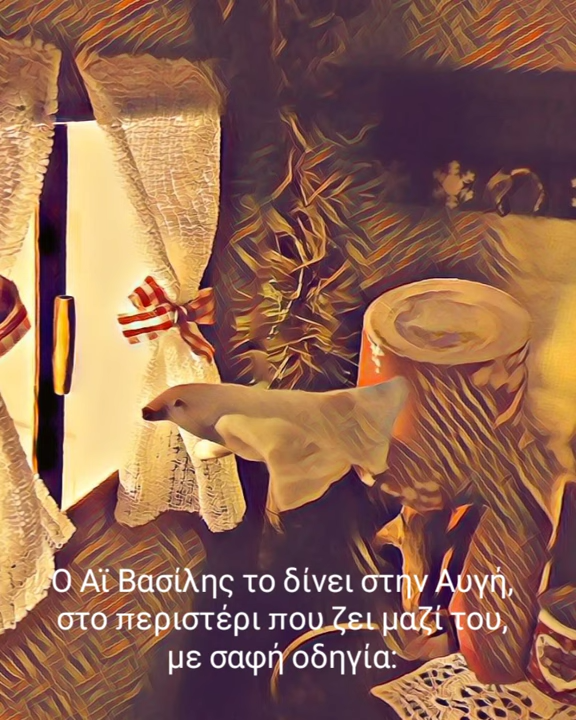 Ο Αϊ Βασίλης το δίνει στην Αυγή,
στο περιστέρι που ζει μαζί του,
με σαφή οδηγία: